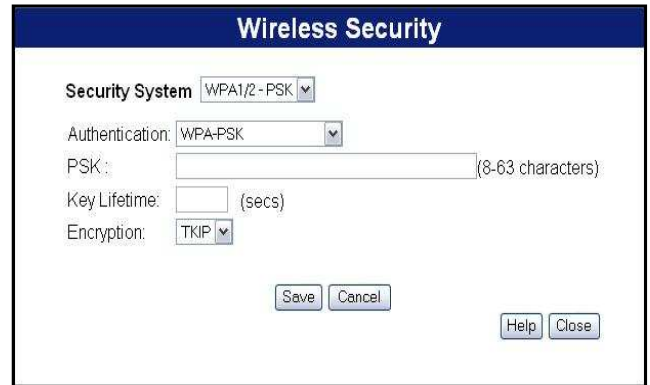 Wireless Security
Security System WPA1/2-PSK
Authentication: WPA-PSK
PSK : (8-63 characters)
Key Lifetime: (secs)
Encryption: TKIP
Save Cancel
Help Close